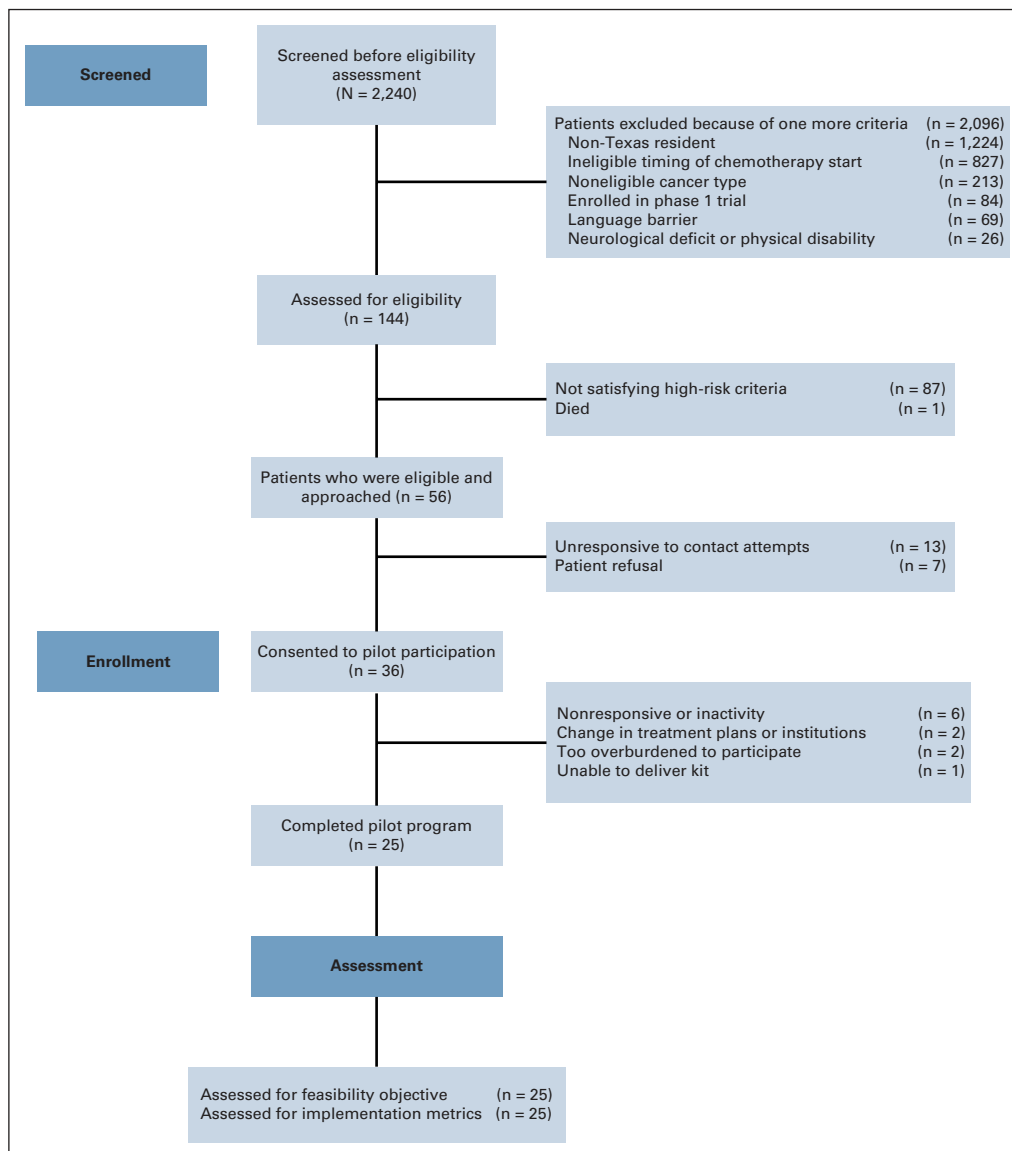 Screened
Screened before eligibility
assessment
(N = 2,240)
Patients excluded because of one more criteria (n = 2,096)
Non-Texas resident (n = 1,224)
Ineligible timing of chemotherapy start (n = 827)
Noneligible cancer type (n = 213)
Enrolled in phase 1 trial (n = 84)
Language barrier (n = 69)
Neurological deficit or physical disability (n = 26)
Assessed for eligibility
(n = 144)
Not satisfying high-risk criteria (n = 87)
Died (n = 1)
Patients who were eligible and
approached (n = 56)
Unresponsive to contact attempts (n = 13)
Patient refusal (n = 7)
Enrollment
Consented to pilot participation
(n = 36)
Nonresponsive or inactivity (n = 6)
Change in treatment plans or institutions (n = 2)
Too overburdened to participate (n = 2)
Unable to deliver kit (n = 1)
Completed pilot program
(n = 25)
Assessment
Assessed for feasibility objective (n = 25)
Assessed for implementation metrics (n = 25)